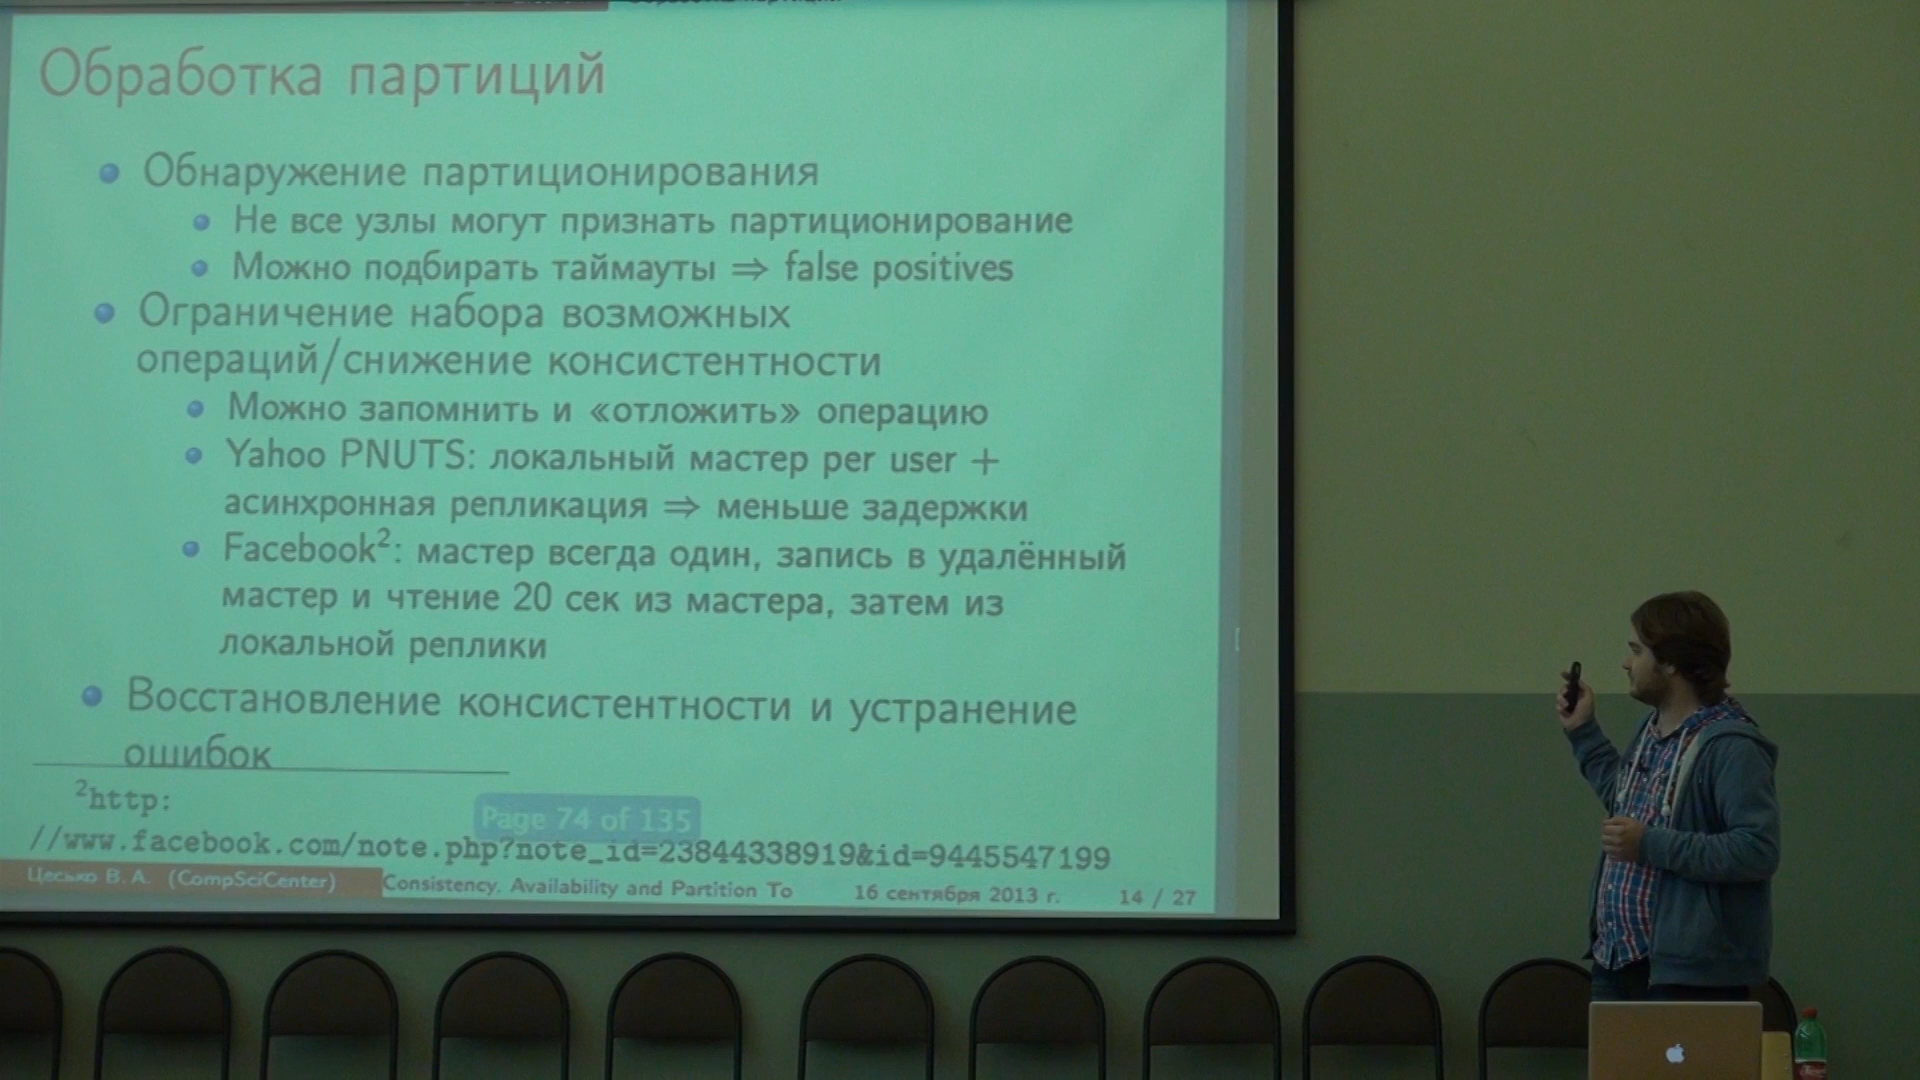 Обработка партиций
Обнаружение партиционирования
Не все узлы могут признать партиционирование
Можно подбирать таймауты ⇒ false positives
Ограничение набора возможных
операций/снижение консистентности
Можно запомнить и «отложить» операцию
Yahoo PNUTS: локальный мастер per user +
асинхронная репликация ⇒ меньше задержки
Facebook²: мастер всегда один, запись в удалённый
мастер и чтение 20 сек из мастера, затем из
локальной реплики
Восстановление консистентности и устранение
ошибок
²http:
Page 74 of 135
//www.facebook.com/note.php?note_id=23844338919&id=9445547199
Цесько В. А. (CompSciCenter) Consistency, Availability and Partition To 16 сентября 2013 г. 14 / 27